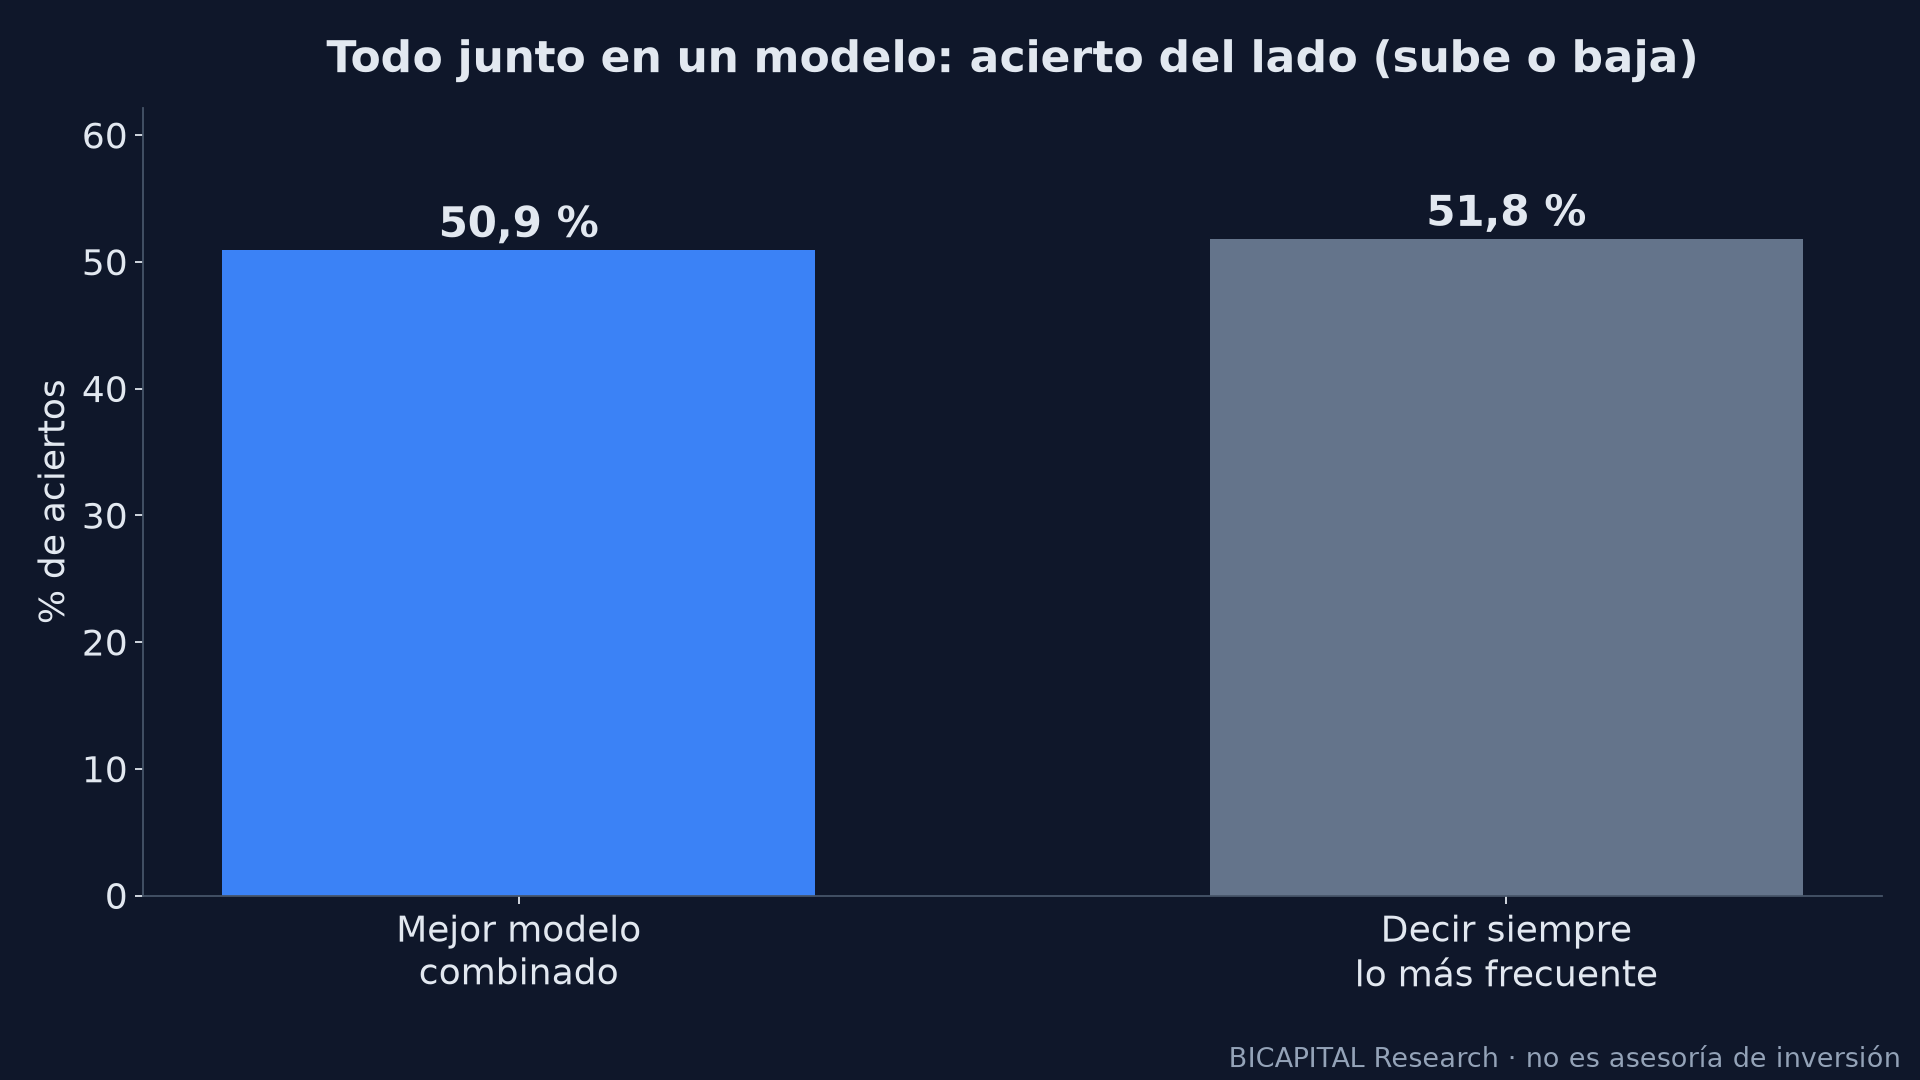 Todo junto en un modelo: acierto del lado (sube o baja)
% de aciertos
60
50
40
30
20
10
0
50,9 %
51,8 %
Mejor modelo
combinado
Decir siempre
lo más frecuente
BICAPITAL Research · no es asesoría de inversión